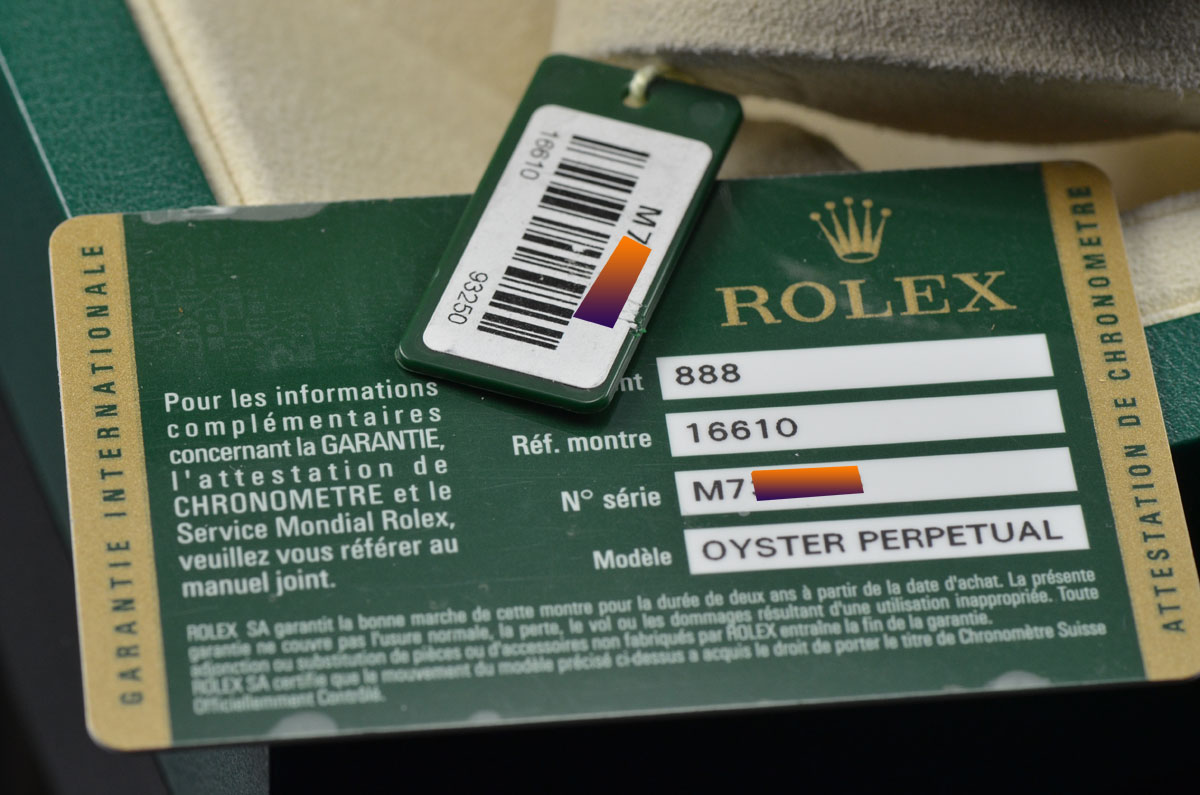 16610
M7
93250
GARANTIE INTERNATIONALE
ROLEX
Pour les informations
complémentaires
concernant la GARANTIE,
l'attestation de
CHRONOMETRE et le
Service Mondial Rolex,
veuillez vous référer au
manuel joint.
nt 888
Réf. montre 16610
N° série M7
Modèle OYSTER PERPETUAL
ROLEX SA garantit la bonne marche de cette montre pour la durée de deux ans à partir de la date d'achat. La présente
garantie ne couvre pas l'usure normale, la perte, le vol ou les dommages résultant d'une utilisation inappropriée. Toute
adjonction ou substitution de pièces ou d'accessoires non fabriqués par ROLEX entraîne la fin de la garantie.
ROLEX SA certifie que le mouvement du modèle précisé ci-dessus a acquis le droit de porter le titre de Chronomètre Suisse
Officiellement Contrôlé.
ATTESTATION DE CHRONOMETRE